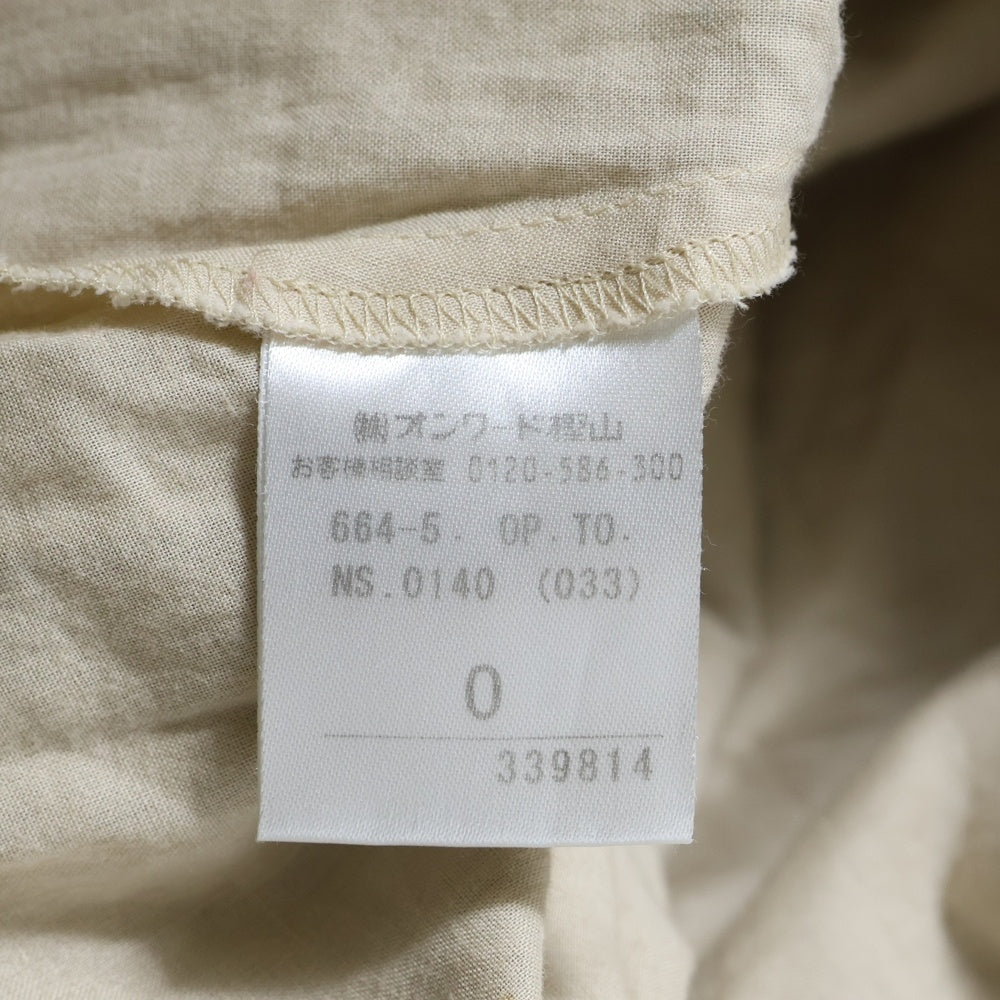 ㈱オンワード樫山
お客様相談室 0120-586-300
664-5. OP.TO.
NS.0140 (033)
0
339814